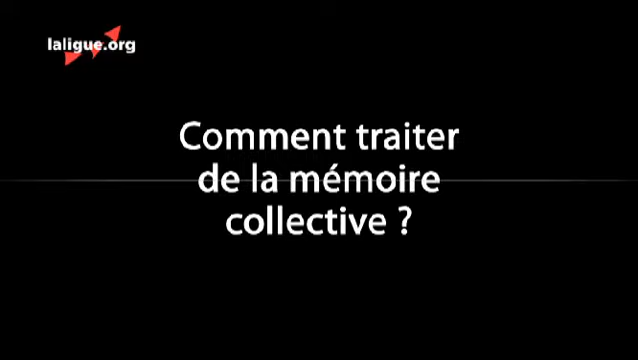 laligue.org
Comment traiter
de la mémoire
collective ?